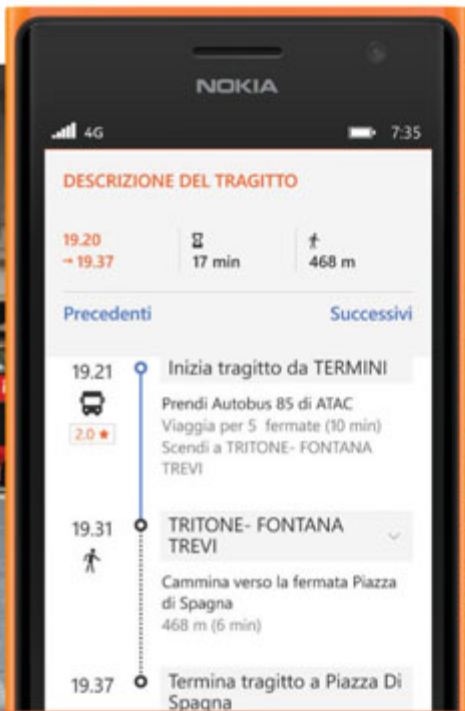 NOKIA
4G 7:35
DESCRIZIONE DEL TRAGITTO
19.20 17 min 468 m
→ 19.37
Precedenti Successivi
19.21 Inizia tragitto da TERMINI
2.0 ★
Prendi Autobus 85 di ATAC
Viaggia per 5 fermate (10 min)
Scendi a TRITONE- FONTANA
TREVI
19.31 TRITONE- FONTANA
TREVI
Cammina verso la fermata Piazza
di Spagna
468 m (6 min)
19.37 Termina tragitto a Piazza Di
Spagna